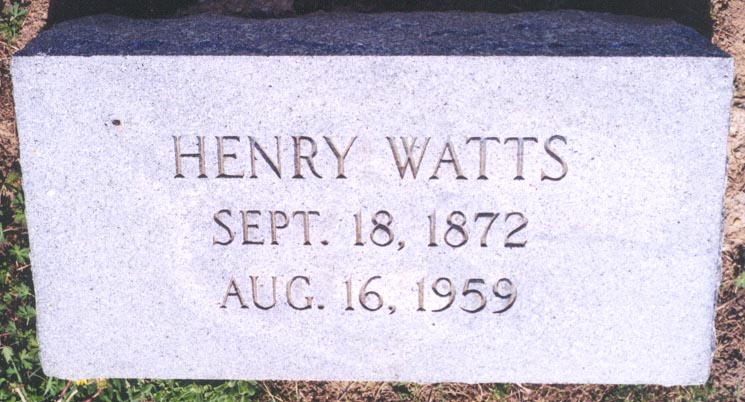 HENRY WATTS
SEPT. 18, 1872
AUG. 16, 1959